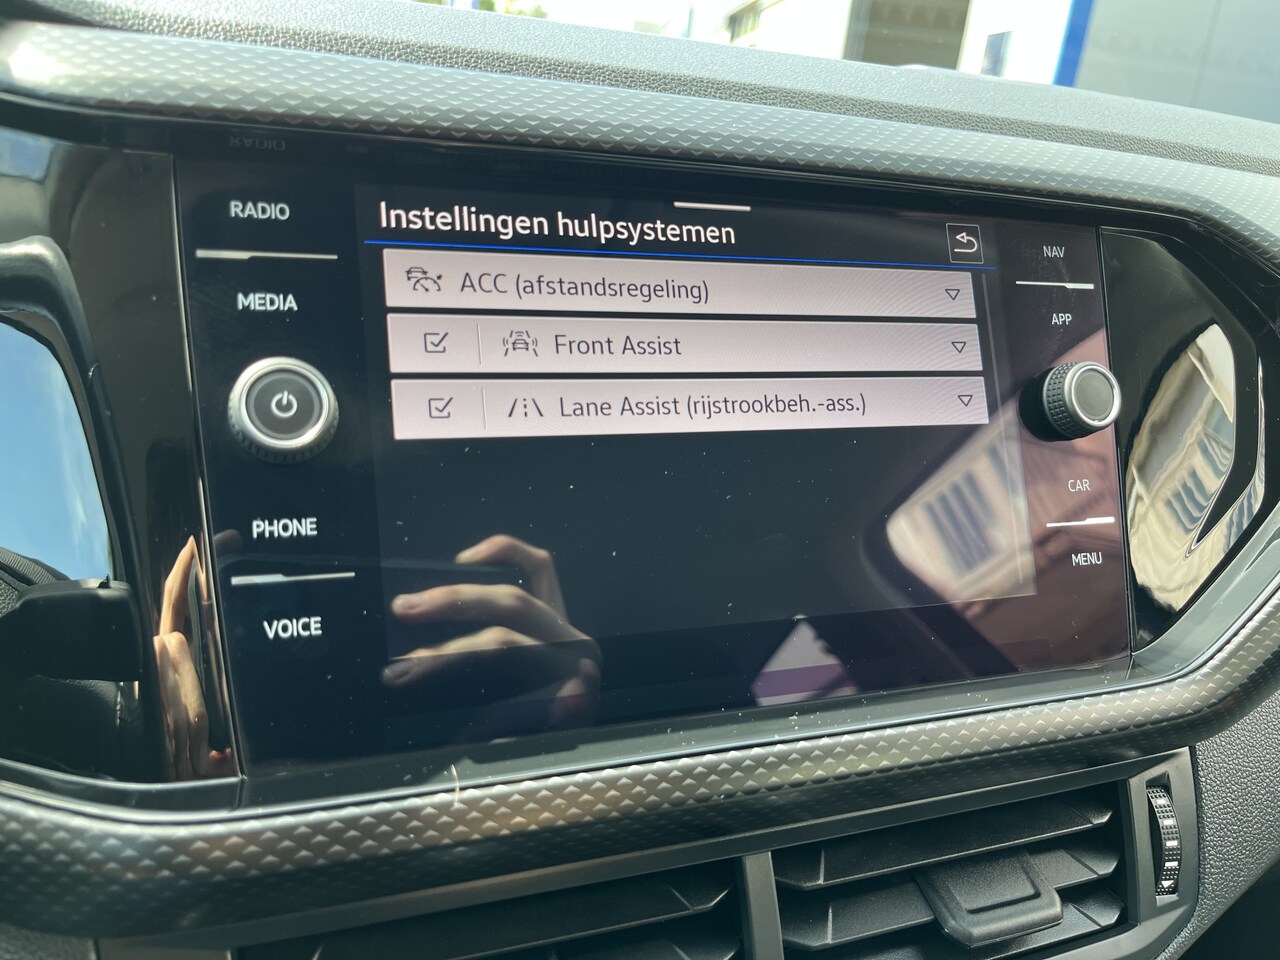 RADIO
MEDIA
PHONE
VOICE
Instellingen hulpsystemen
ACC (afstandsregeling)
Front Assist
Lane Assist (rijstrookbeh.-ass.)
NAV
APP
CAR
MENU